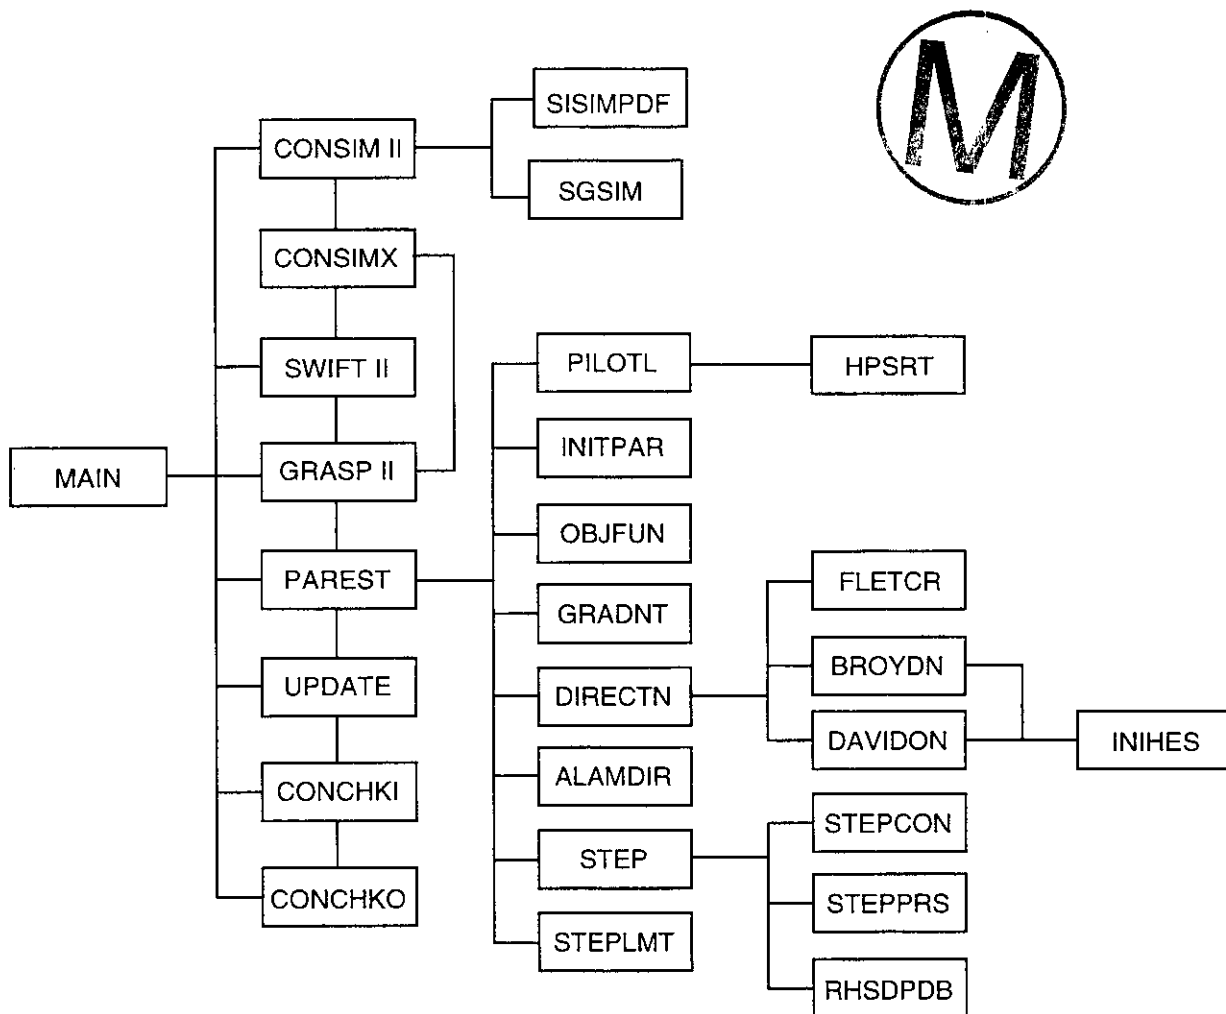 M
SISIMPDF
CONSIM II
SGSIM
CONSIMX
SWIFT II
PILOTL
HPSRT
INITPAR
MAIN
GRASP II
OBJFUN
PAREST
FLETCR
GRADNT
BROYDN
UPDATE
DIRECTN
DAVIDON
INIHES
ALAMDIR
CONCHKI
STEPCON
STEP
CONCHKO
STEPPRS
STEPLMT
RHSDPDB